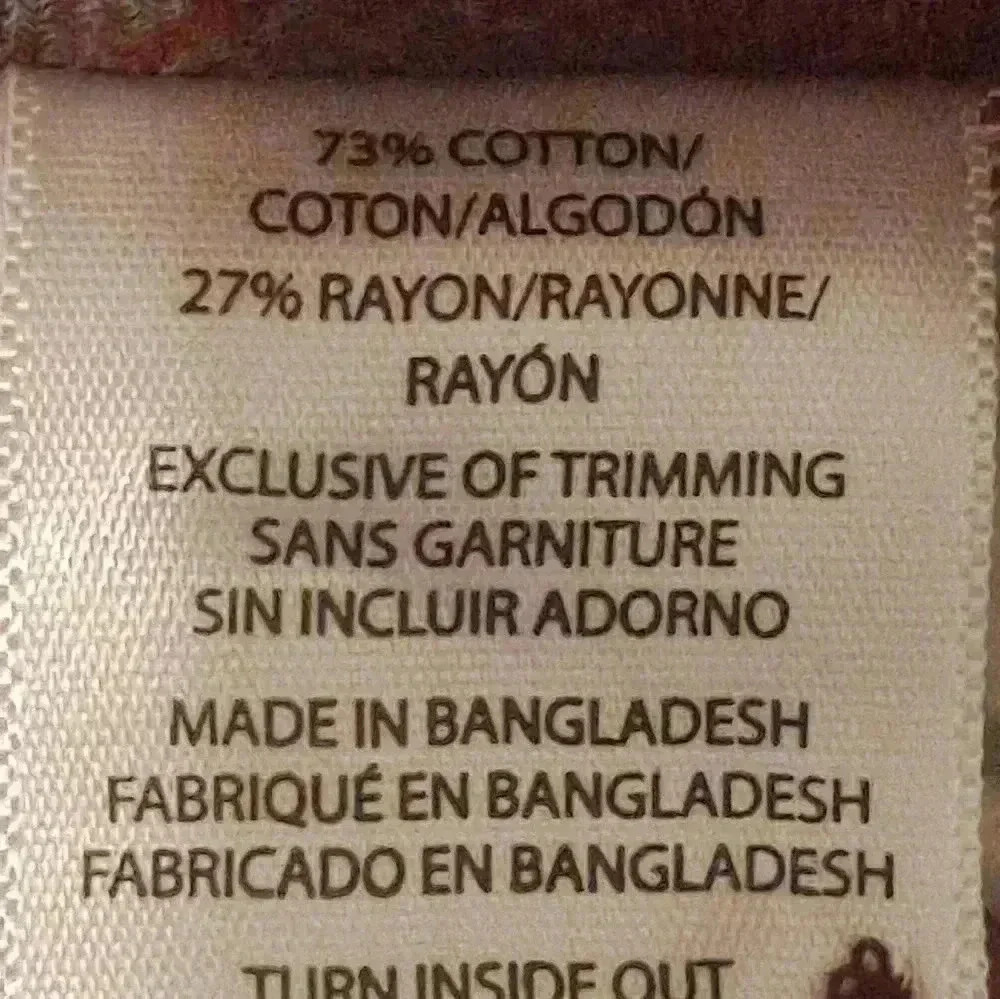 73% COTTON/
COTON/ALGODÓN
27% RAYON/RAYONNE/
RAYÓN
EXCLUSIVE OF TRIMMING
SANS GARNITURE
SIN INCLUIR ADORNO
MADE IN BANGLADESH
FABRIQUÉ EN BANGLADESH
FABRICADO EN BANGLADESH
TURN INSIDE OUT